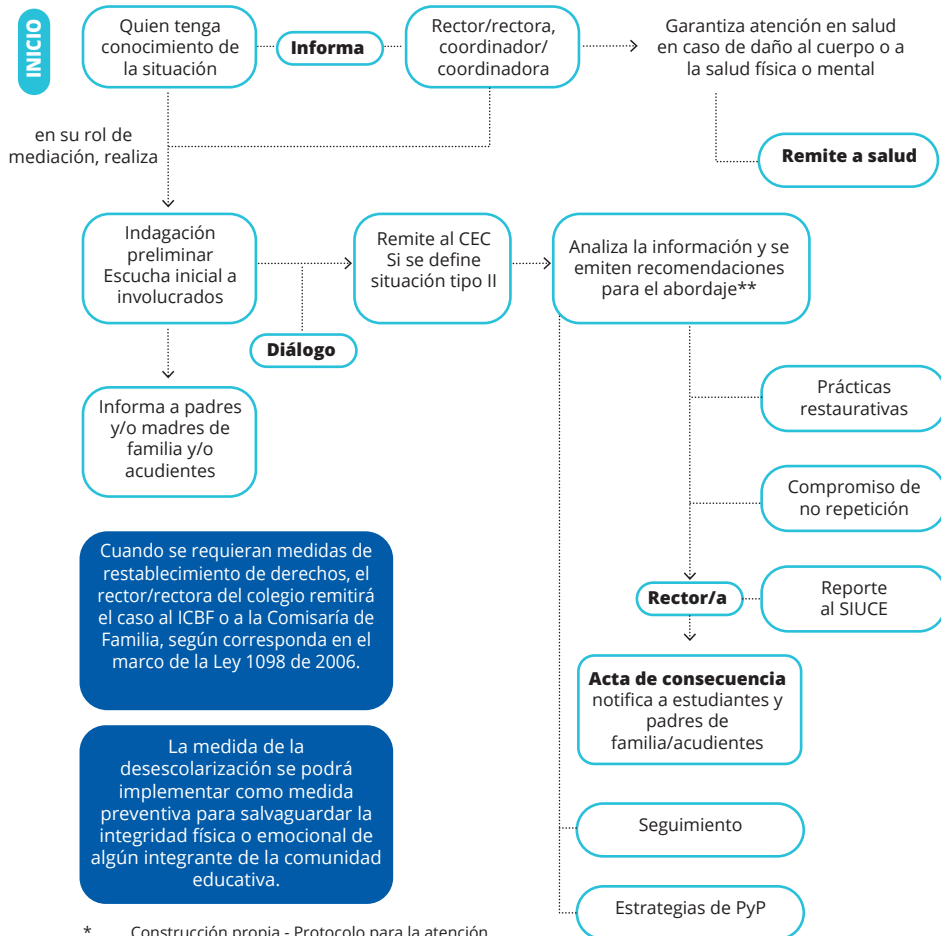 INICIO
Quien tenga
conocimiento de
la situación
Informa
Rector/rectora,
coordinador/
coordinadora
Garantiza atención en salud
en caso de daño al cuerpo o a
la salud física o mental
Remite a salud
en su rol de
mediación, realiza
Indagación
preliminar
Escucha inicial a
involucrados
Diálogo
Remite al CEC
Si se define
situación tipo II
Analiza la información y se
emiten recomendaciones
para el abordaje**
Informa a padres
y/o madres de
familia y/o
acudientes
Prácticas
restaurativas
Compromiso de
no repetición
Rector/a
Reporte
al SIUCE
Acta de consecuencia
notifica a estudiantes y
padres de
familia/acudientes
Seguimiento
Estrategias de PyP
Cuando se requieran medidas de
restablecimiento de derechos, el
rector/rectora del colegio remitirá
el caso al ICBF o a la Comisaría de
Familia, según corresponda en el
marco de la Ley 1098 de 2006.
La medida de la
desescolarización se podrá
implementar como medida
preventiva para salvaguardar la
integridad física o emocional de
algún integrante de la comunidad
educativa.
* Construcción propia - Protocolo para la atención